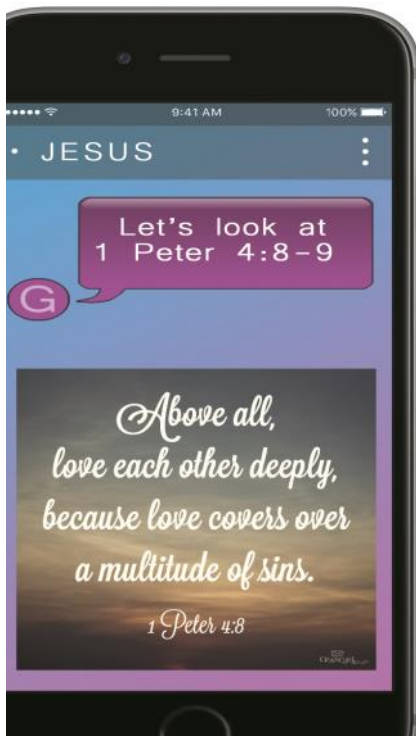 9:41 AM 100%
JESUS
Let's look at
1 Peter 4:8-9
G
Above all,
love each other deeply,
because love covers over
a multitude of sins.
1 Peter 4:8